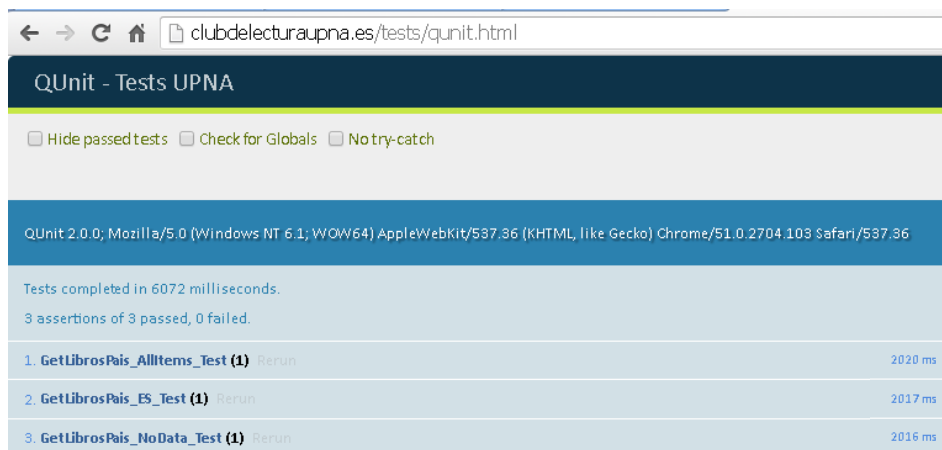 clubdelecturaupna.es/tests/qunit.html
QUnit - Tests UPNA
Hide passed tests Check for Globals No try-catch
QUnit 2.0.0; Mozilla/5.0 (Windows NT 6.1; WOW64) AppleWebKit/537.36 (KHTML, like Gecko) Chrome/51.0.2704.103 Safari/537.36
Tests completed in 6072 milliseconds.
3 assertions of 3 passed, 0 failed.
1. GetLibrosPais_AllItems_Test (1) Rerun 2020 ms
2. GetLibrosPais_ES_Test (1) Rerun 2017 ms
3. GetLibrosPais_NoData_Test (1) Rerun 2016 ms